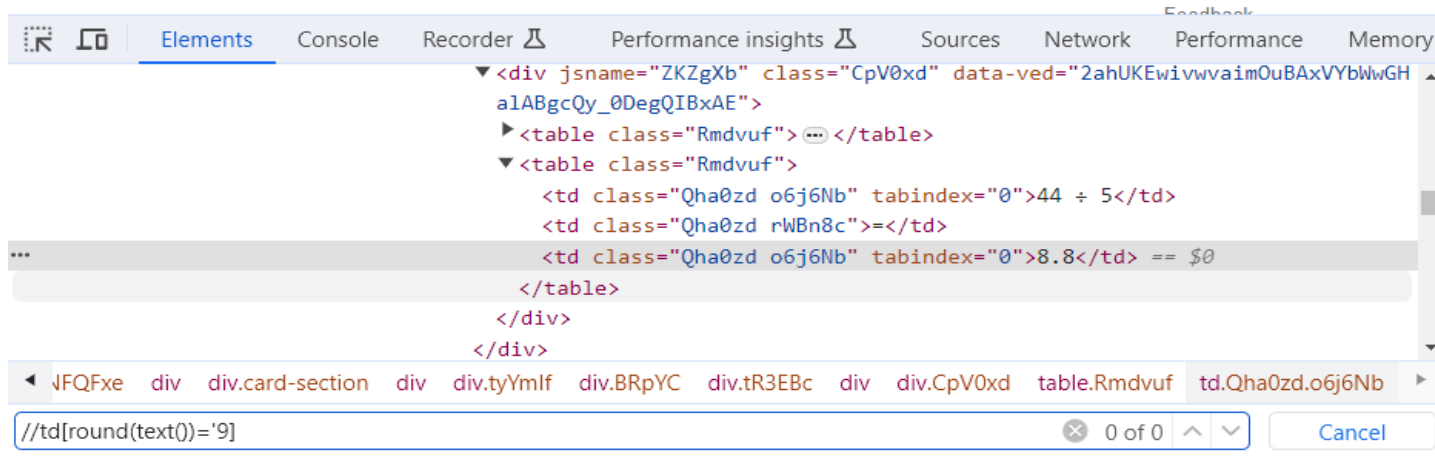 Feedback
Elements Console Recorder Performance insights Sources Network Performance Memory
▼<div jsname="ZKZgXb" class="CpV0xd" data-ved="2ahUKEwivwvaimOuBAxVYbWwGH
alABgcQy_0DegQIBxAE">
▶<table class="Rmdvuf">…</table>
▼<table class="Rmdvuf">
<td class="Qha0zd o6j6Nb" tabindex="0">44 ÷ 5</td>
<td class="Qha0zd rWBn8c">=</td>
… <td class="Qha0zd o6j6Nb" tabindex="0">8.8</td> == $0
</table>
</div>
</div>
NFQFxe div div.card-section div div.tyYmIf div.BRpYC div.tR3EBc div div.CpV0xd table.Rmdvuf td.Qha0zd.o6j6Nb
//td[round(text())='9] 0 of 0 Cancel